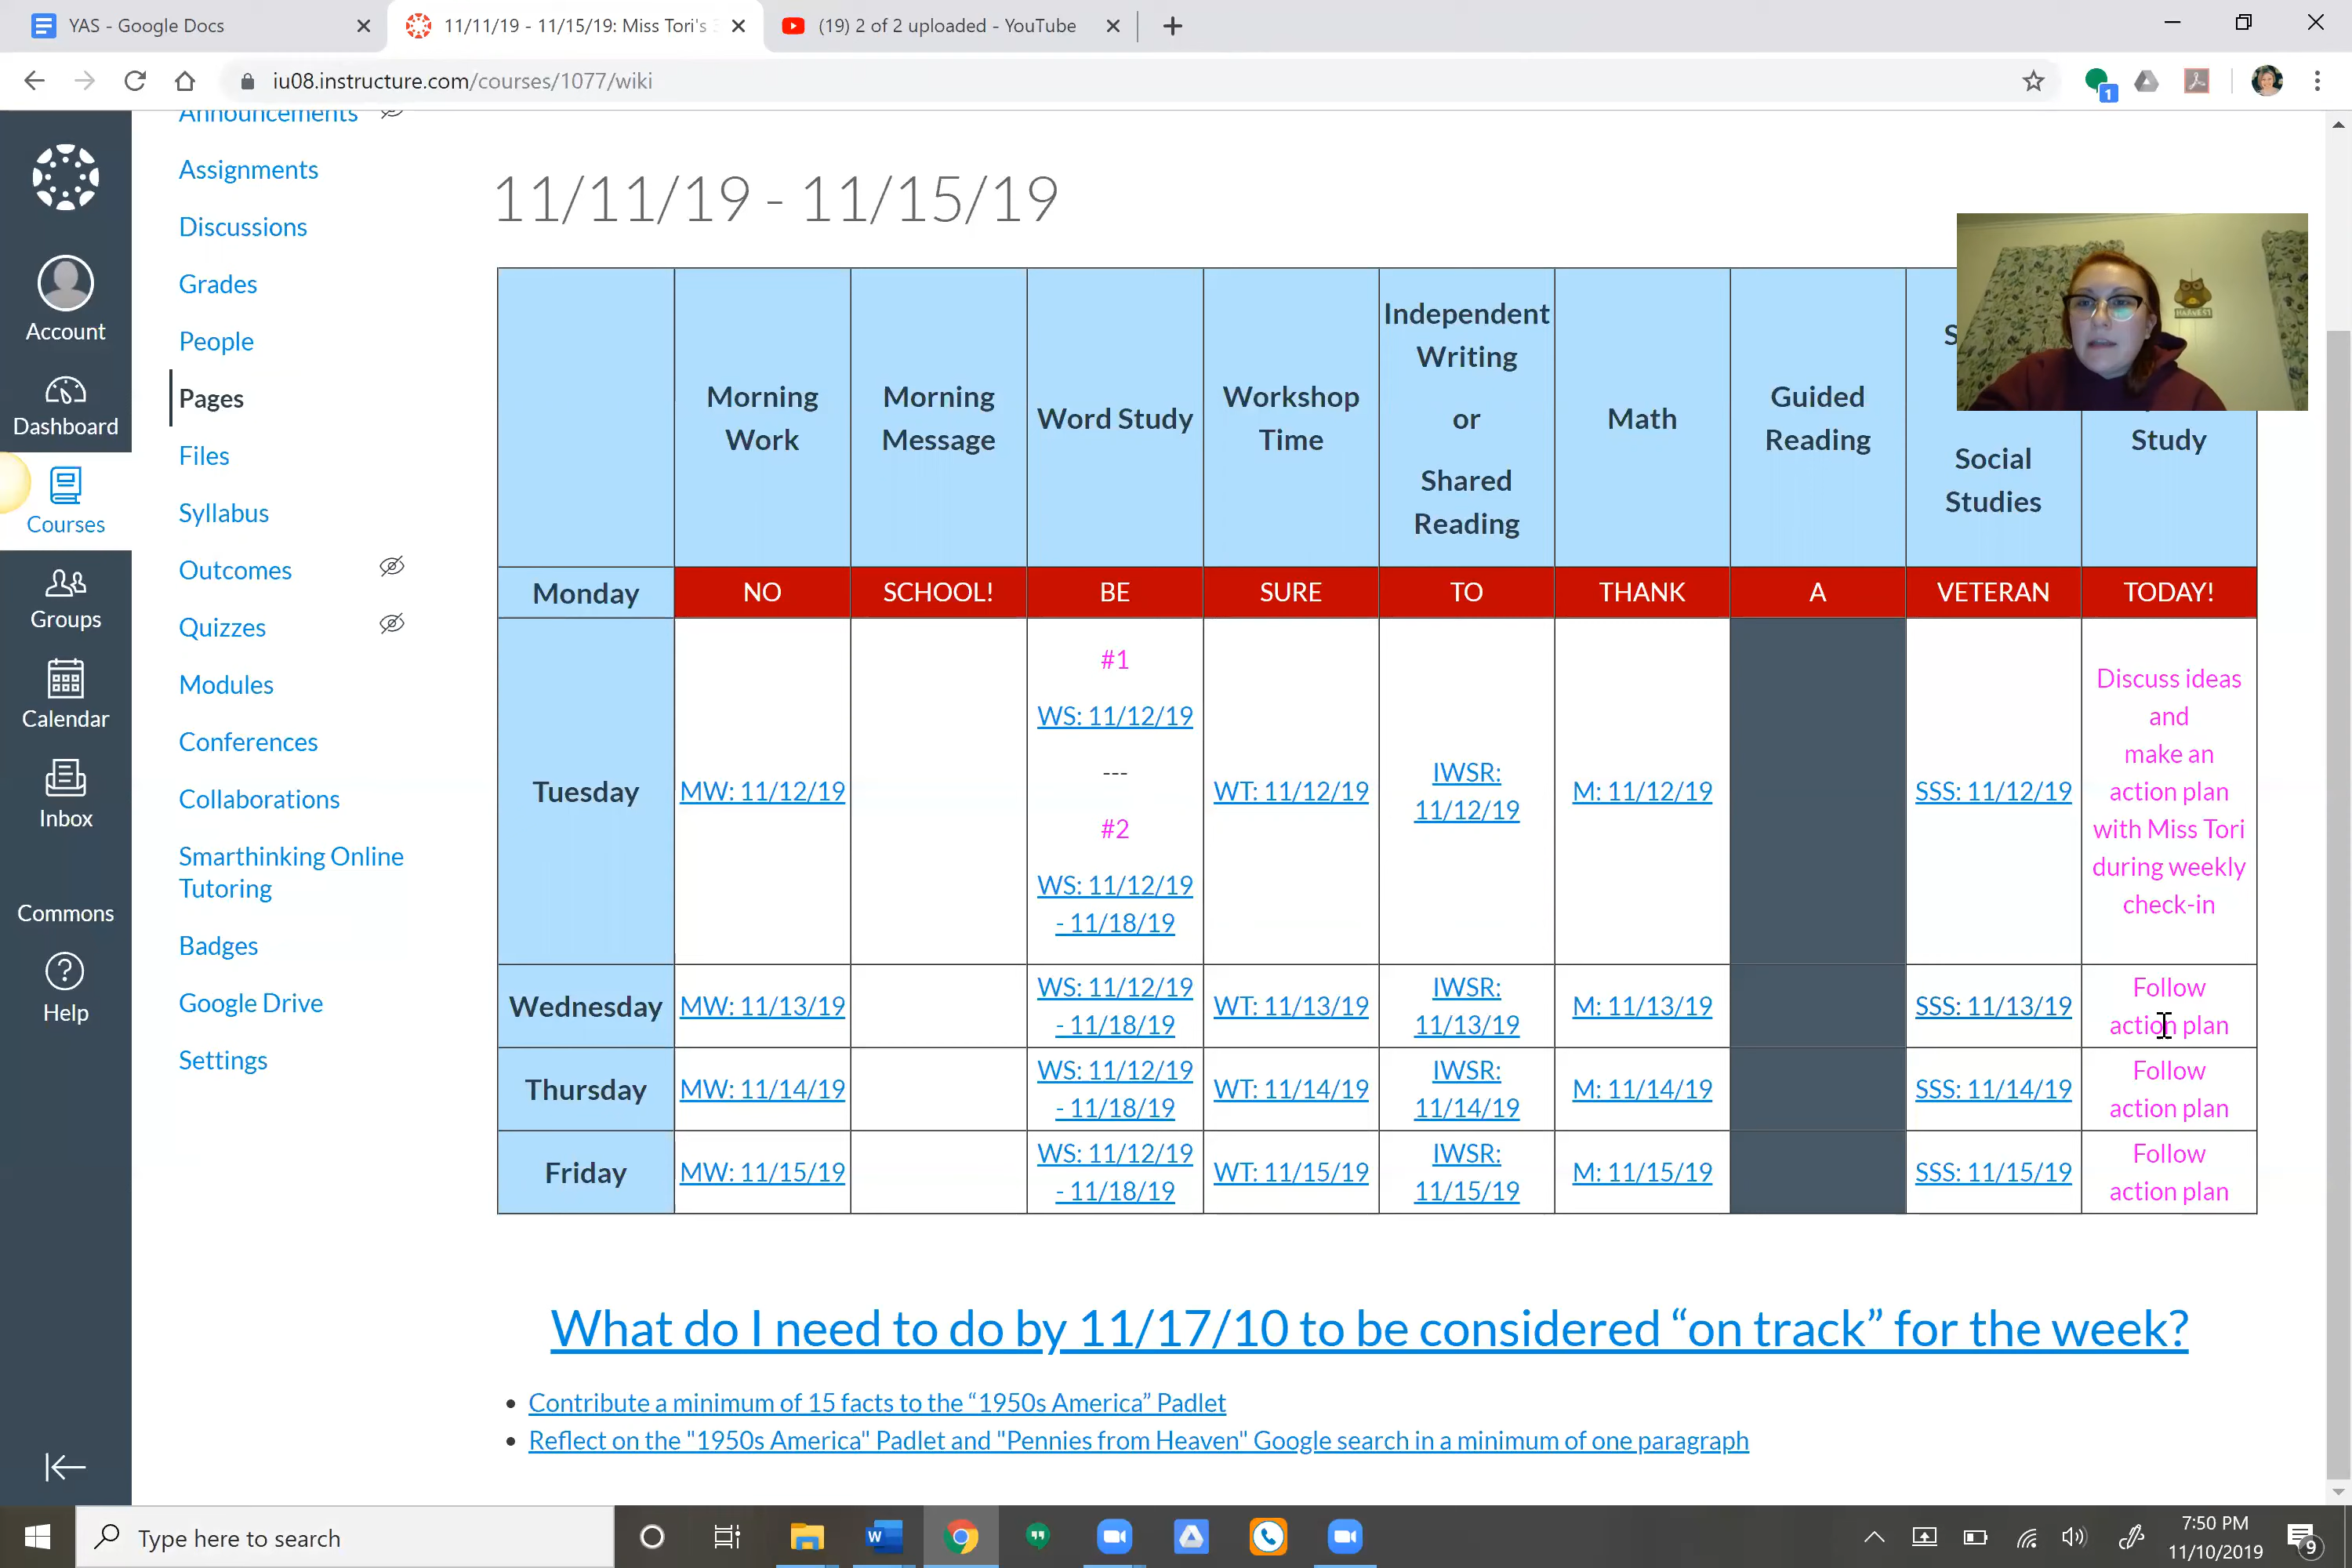 YAS - Google Docs
11/11/19 - 11/15/19: Miss Tori's
(19) 2 of 2 uploaded - YouTube
iu08.instructure.com/courses/1077/wiki
1
Account
Dashboard
Courses
Groups
Calendar
Inbox
Commons
Help
Announcements
Assignments
Discussions
Grades
People
Pages
Files
Syllabus
Outcomes
Quizzes
Modules
Conferences
Collaborations
Smarthinking Online
Tutoring
Badges
Google Drive
Settings
11/11/19 - 11/15/19
Morning
Work
Morning
Message
Word Study
Workshop
Time
Independent
Writing
or
Shared
Reading
Math
Guided
Reading
S
Social
Studies
Study
HARVEST
Monday NO SCHOOL! BE SURE TO THANK A VETERAN TODAY!
Tuesday
MW: 11/12/19
#1
WS: 11/12/19
---
#2
WS: 11/12/19
- 11/18/19
WT: 11/12/19
IWSR:
11/12/19
M: 11/12/19
SSS: 11/12/19
Discuss ideas
and
make an
action plan
with Miss Tori
during weekly
check-in
Wednesday
MW: 11/13/19
WS: 11/12/19
- 11/18/19
WT: 11/13/19
IWSR:
11/13/19
M: 11/13/19
SSS: 11/13/19
Follow
action plan
Thursday
MW: 11/14/19
WS: 11/12/19
- 11/18/19
WT: 11/14/19
IWSR:
11/14/19
M: 11/14/19
SSS: 11/14/19
Follow
action plan
Friday
MW: 11/15/19
WS: 11/12/19
- 11/18/19
WT: 11/15/19
IWSR:
11/15/19
M: 11/15/19
SSS: 11/15/19
Follow
action plan
What do I need to do by 11/17/10 to be considered “on track” for the week?
Contribute a minimum of 15 facts to the “1950s America” Padlet
Reflect on the "1950s America" Padlet and "Pennies from Heaven" Google search in a minimum of one paragraph
Type here to search
7:50 PM
11/10/2019
9